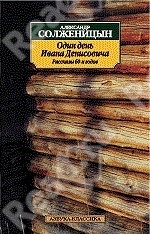 АЛЕКСАНДР
СОЛЖЕНИЦЫН
Один день
Ивана Денисовича
Рассказы 60-х годов
АЗБУКА-КЛАССИКА